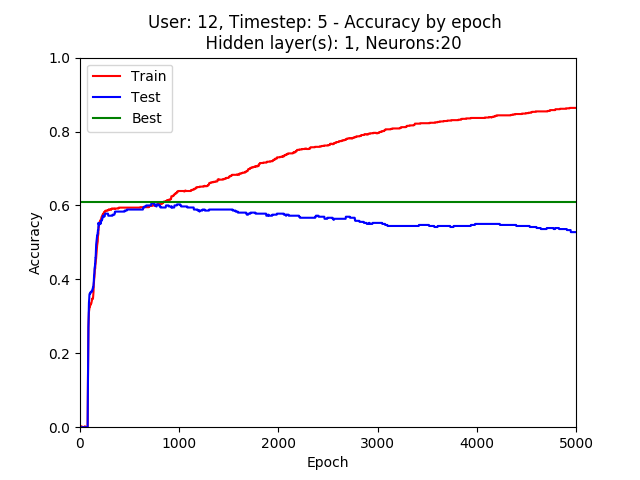 User: 12, Timestep: 5 - Accuracy by epoch
Hidden layer(s): 1, Neurons:20
1.0
0.8
0.6
0.4
0.2
0.0
Accuracy
Train
Test
Best
0 1000 2000 3000 4000 5000
Epoch